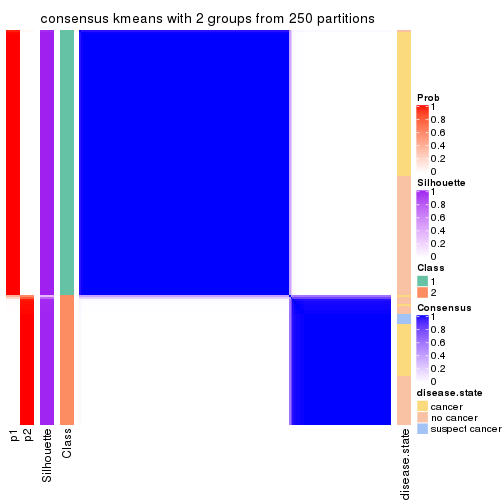 consensus kmeans with 2 groups from 250 partitions
Prob
1
0.8
0.6
0.4
0.2
0
Silhouette
1
0.8
0.6
0.4
0.2
0
Class
1
2
Consensus
1
0.8
0.6
0.4
0.2
0
disease.state
cancer
no cancer
suspect cancer
p1
p2
Silhouette
Class
disease.state